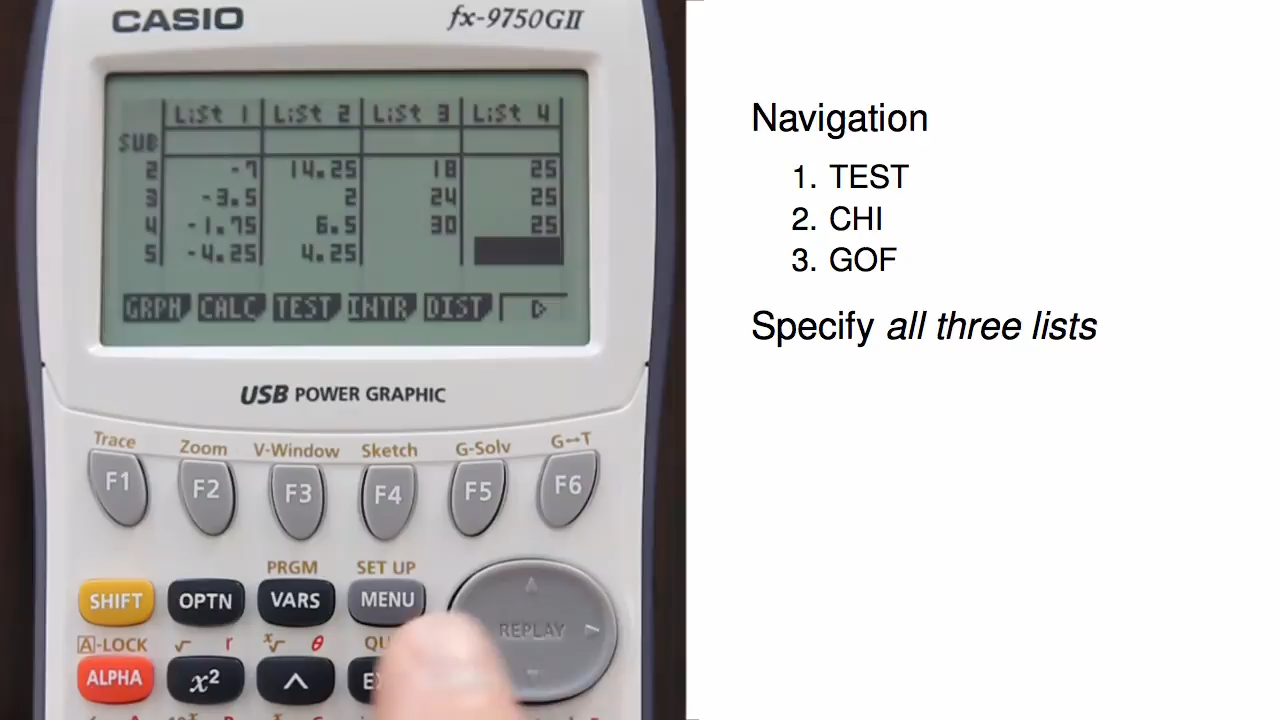 CASIO fx-9750GII
List 1 List 2 List 3 List 4
SUB
2 -7 14.25 18 25
3 -3.5 2 24 25
4 -1.75 6.5 30 25
5 -4.25 4.25
GRPH CALC TEST INTR DIST ▷
USB POWER GRAPHIC
Trace Zoom V-Window Sketch G-Solv G↔T
F1 F2 F3 F4 F5 F6
PRGM SET UP
SHIFT OPTN VARS MENU
REPLAY
A-LOCK √ r ˣ√ θ
ALPHA x² ^
Navigation
1. TEST
2. CHI
3. GOF
Specify all three lists